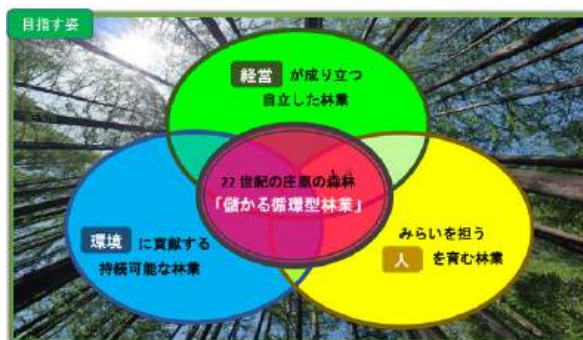 目指す姿
経営 が成り立つ
自立した林業
22世紀の庄原の森林
「儲かる循環型林業」
環境 に貢献する
持続可能な林業
みらいを担う
人 を育む林業